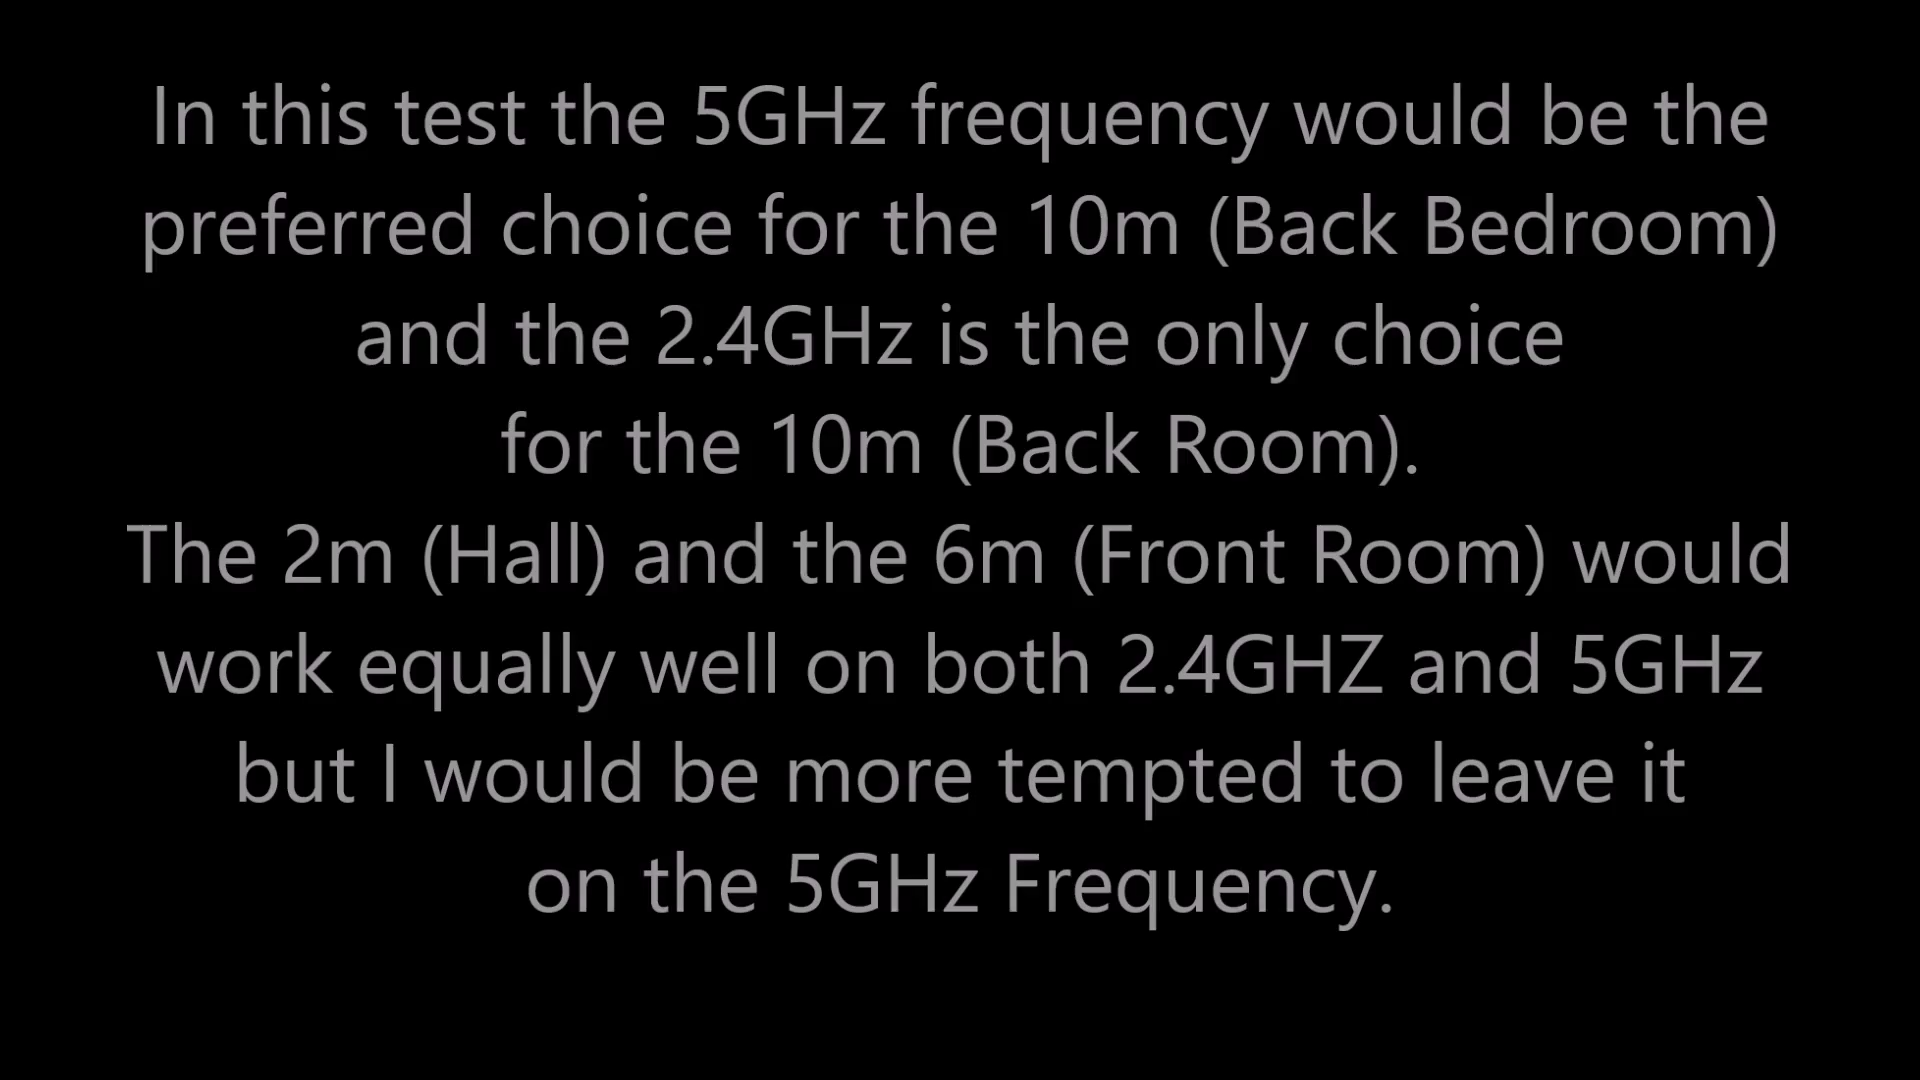 In this test the 5GHz frequency would be the
preferred choice for the 10m (Back Bedroom)
and the 2.4GHz is the only choice
for the 10m (Back Room).
The 2m (Hall) and the 6m (Front Room) would
work equally well on both 2.4GHZ and 5GHz
but I would be more tempted to leave it
on the 5GHz Frequency.